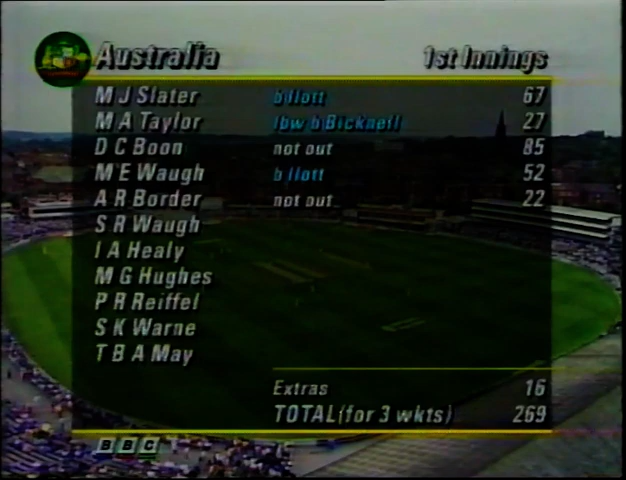 Australia 1st Innings
M J Slater b Ilott 67
M A Taylor lbw b Bicknell 27
D C Boon not out 85
M E Waugh b Ilott 52
A R Border not out 22
S R Waugh
I A Healy
M G Hughes
P R Reiffel
S K Warne
T B A May
Extras 16
TOTAL (for 3 wkts) 269
BBC